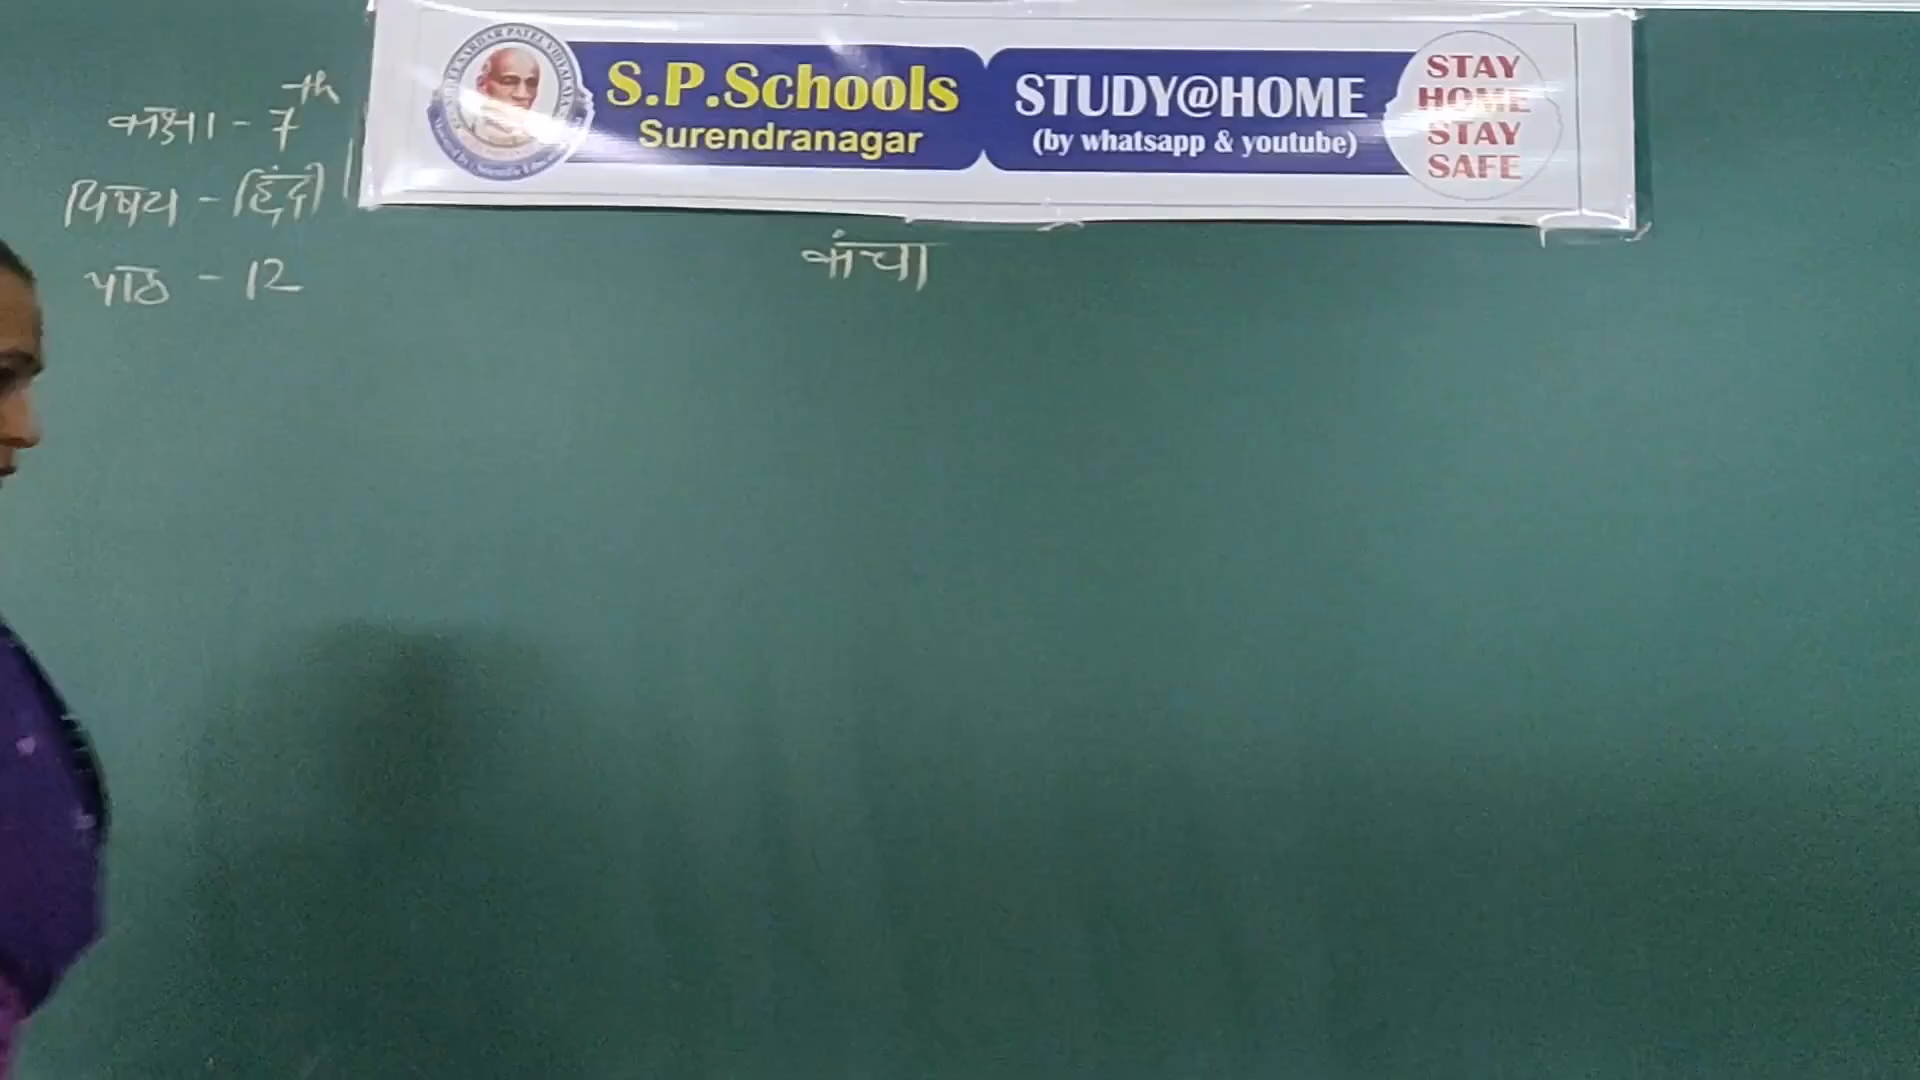 कक्षा - 7th
विषय - हिंदी
पाठ - 12
S.P.Schools
Surendranagar
STUDY@HOME
(by whatsapp & youtube)
STAY
HOME
STAY
SAFE
कंचा